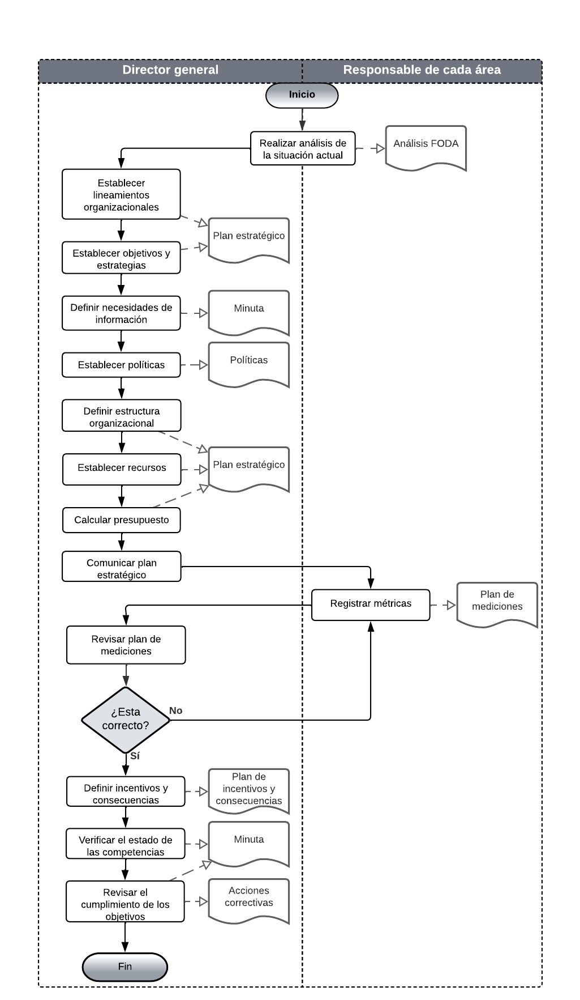 Director general
Responsable de cada área
Inicio
Realizar análisis de
la situación actual
Análisis FODA
Establecer
lineamientos
organizacionales
Plan estratégico
Establecer objetivos y
estrategias
Definir necesidades de
información
Minuta
Establecer políticas
Políticas
Definir estructura
organizacional
Establecer recursos
Plan estratégico
Calcular presupuesto
Comunicar plan
estratégico
Registrar métricas
Plan de
mediciones
Revisar plan de
mediciones
¿Esta
correcto?
No
Sí
Definir incentivos y
consecuencias
Plan de
incentivos y
consecuencias
Verificar el estado de
las competencias
Minuta
Revisar el
cumplimiento de los
objetivos
Acciones
correctivas
Fin